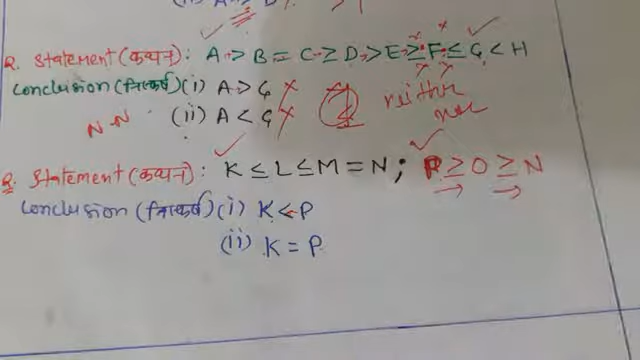 Q. Statement (कथन): A > B = C ≥ D > E ≥ F ≤ G < H
Conclusion (निष्कर्ष) (i) A > G ×
(ii) A < G ×
neither
nor
N N
Q. Statement (कथन): K ≤ L ≤ M = N; P ≥ O ≥ N
Conclusion (निष्कर्ष) (i) K < P
(ii) K = P